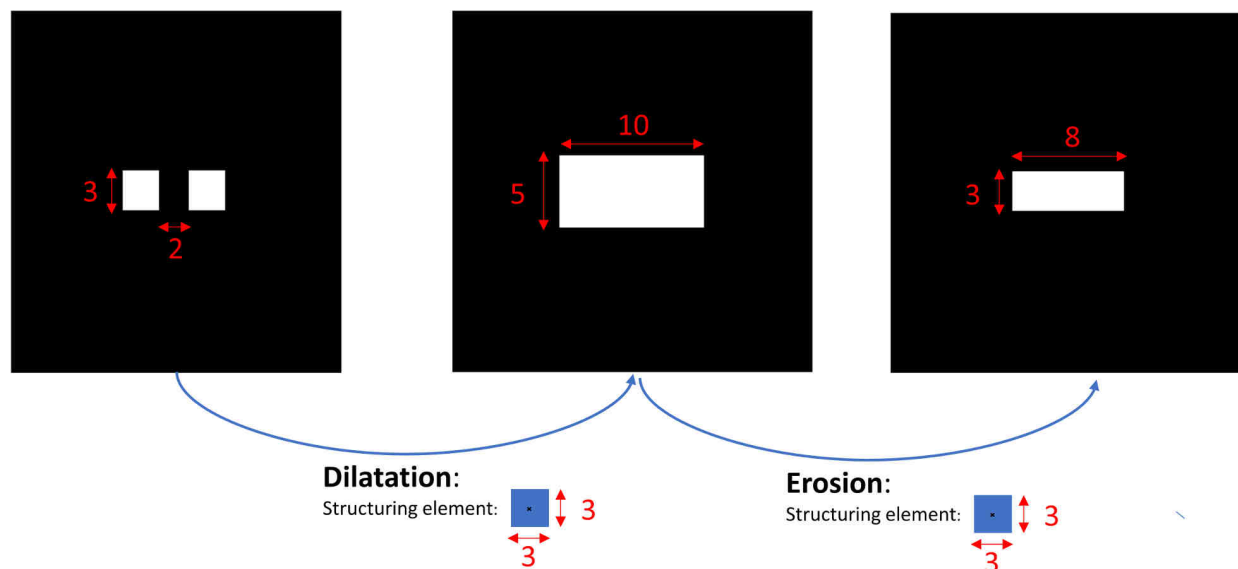 3
2
10
5
8
3
Dilatation:
Structuring element:
3
3
Erosion:
Structuring element:
3
3